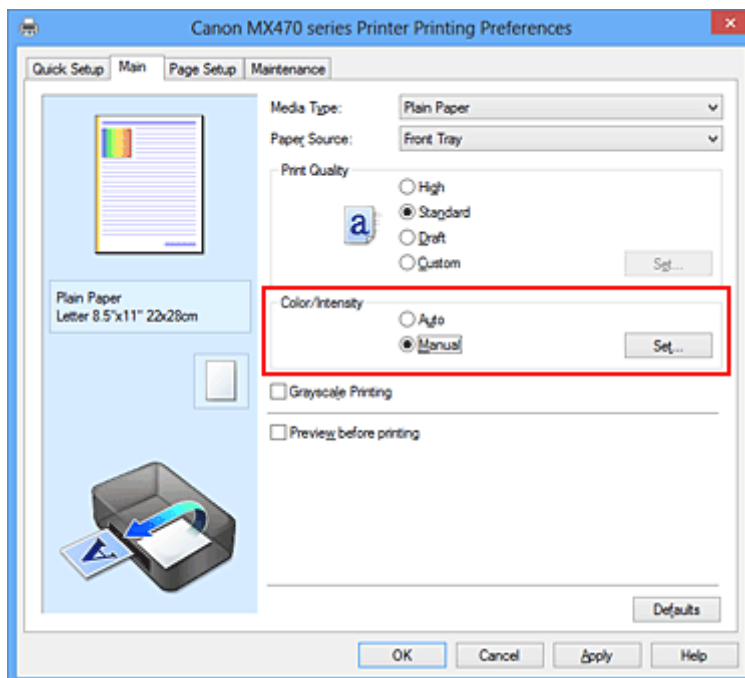 Canon MX470 series Printer Printing Preferences
Quick Setup Main Page Setup Maintenance
Media Type: Plain Paper
Paper Source: Front Tray
Print Quality
High
a Standard
Draft
Custom Set...
Plain Paper
Letter 8.5"x11" 22x28cm
Color/Intensity
Auto
Manual Set...
Grayscale Printing
Preview before printing
A
Defaults
OK Cancel Apply Help